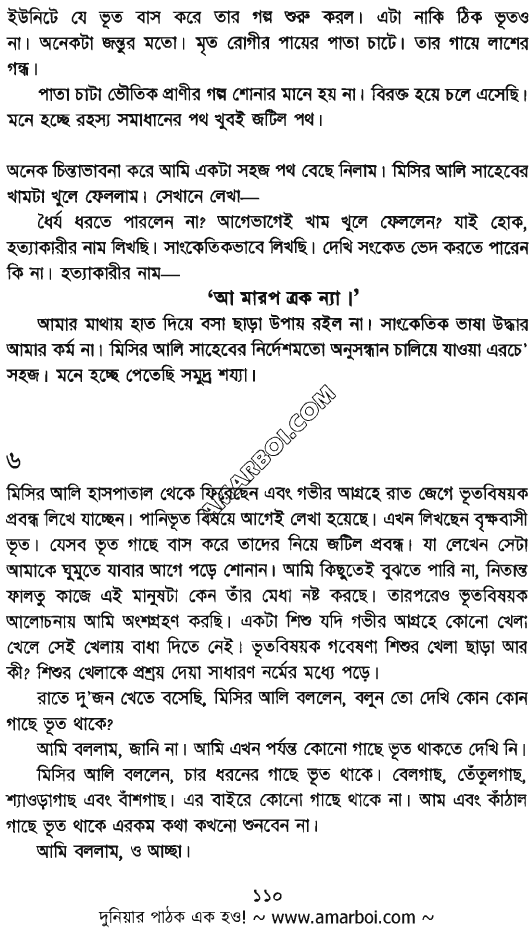 ইউনিটে যে ভূত বাস করে তার গল্প শুরু করল। এটা নাকি ঠিক ভূতও
না। অনেকটা জন্তুর মতো। মৃত রোগীর পায়ের পাতা চাটে। তার গায়ে লাশের
গন্ধ।
পাতা চাটা ভৌতিক প্রাণীর গল্প শোনার মানে হয় না। বিরক্ত হয়ে চলে এসেছি।
মনে হচ্ছে রহস্য সমাধানের পথ খুবই জটিল পথ।
অনেক চিন্তাভাবনা করে আমি একটা সহজ পথ বেছে নিলাম। মিসির আলি সাহেবের
খামটা খুলে ফেললাম। সেখানে লেখা—
ধৈর্য ধরতে পারলেন না? আগেভাগেই খাম খুলে ফেললেন? যাই হোক,
হত্যাকারীর নাম লিখছি। সাংকেতিকভাবে লিখছি। দেখি সংকেত ভেদ করতে পারেন
কি না। হত্যাকারীর নাম—
‘আ মারপ ত্রক ন্যা।’
আমার মাথায় হাত দিয়ে বসা ছাড়া উপায় রইল না। সাংকেতিক ভাষা উদ্ধার
আমার কর্ম না। মিসির আলি সাহেবের নির্দেশমতো অনুসন্ধান চালিয়ে যাওয়া এরচে'
সহজ। মনে হচ্ছে পেতেছি সমুদ্র শয্যা।
৬
মিসির আলি হাসপাতাল থেকে ফিরেছেন এবং গভীর আগ্রহে রাত জেগে ভূতবিষয়ক
প্রবন্ধ লিখে যাচ্ছেন। পানিভূত বিষয়ে আগেই লেখা হয়েছে। এখন লিখছেন বৃক্ষবাসী
ভূত। যেসব ভূত গাছে বাস করে তাদের নিয়ে জটিল প্রবন্ধ। যা লেখেন সেটা
আমাকে ঘুমুতে যাবার আগে পড়ে শোনান। আমি কিছুতেই বুঝতে পারি না, নিতান্ত
ফালতু কাজে এই মানুষটা কেন তাঁর মেধা নষ্ট করছে। তারপরেও ভূতবিষয়ক
আলোচনায় আমি অংশগ্রহণ করছি। একটা শিশু যদি গভীর আগ্রহে কোনো খেলা
খেলে সেই খেলায় বাধা দিতে নেই। ভূতবিষয়ক গবেষণা শিশুর খেলা ছাড়া আর
কী? শিশুর খেলাকে প্রশ্রয় দেয়া সাধারণ নর্মের মধ্যে পড়ে।
রাতে দু'জন খেতে বসেছি, মিসির আলি বললেন, বলুন তো দেখি কোন কোন
গাছে ভূত থাকে?
আমি বললাম, জানি না। আমি এখন পর্যন্ত কোনো গাছে ভূত থাকতে দেখি নি।
মিসির আলি বললেন, চার ধরনের গাছে ভূত থাকে। বেলগাছ, তেঁতুলগাছ,
শ্যাওড়াগাছ এবং বাঁশগাছ। এর বাইরে কোনো গাছে থাকে না। আম এবং কাঁঠাল
গাছে ভূত থাকে এরকম কথা কখনো শুনবেন না।
আমি বললাম, ও আচ্ছা।
১১০
দুনিয়ার পাঠক এক হও! ~ www.amarboi.com ~
AMARBOI.COM